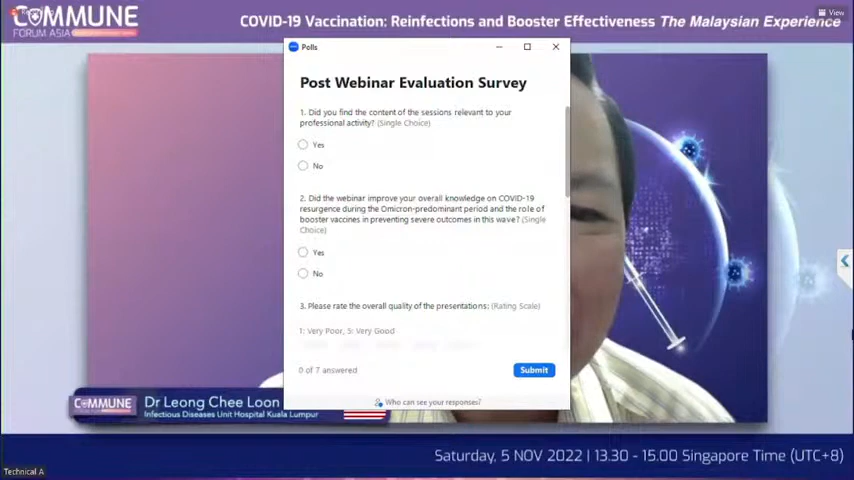 COMMUNE
FORUM ASIA
COVID-19 Vaccination: Reinfections and Booster Effectiveness The Malaysian Experience
View
Polls
Post Webinar Evaluation Survey
1. Did you find the content of the sessions relevant to your
professional activity? (Single Choice)
Yes
No
2. Did the webinar improve your overall knowledge on COVID-19
resurgence during the Omicron-predominant period and the role of
booster vaccines in preventing severe outcomes in this wave? (Single
Choice)
Yes
No
3. Please rate the overall quality of the presentations: (Rating Scale)
1: Very Poor, 5: Very Good
0 of 7 answered
Submit
Who can see your responses?
COMMUNE
Dr Leong Chee Loon
Infectious Diseases Unit Hospital Kuala Lumpur
Saturday, 5 NOV 2022 | 13.30 - 15.00 Singapore Time (UTC+8)
Technical A